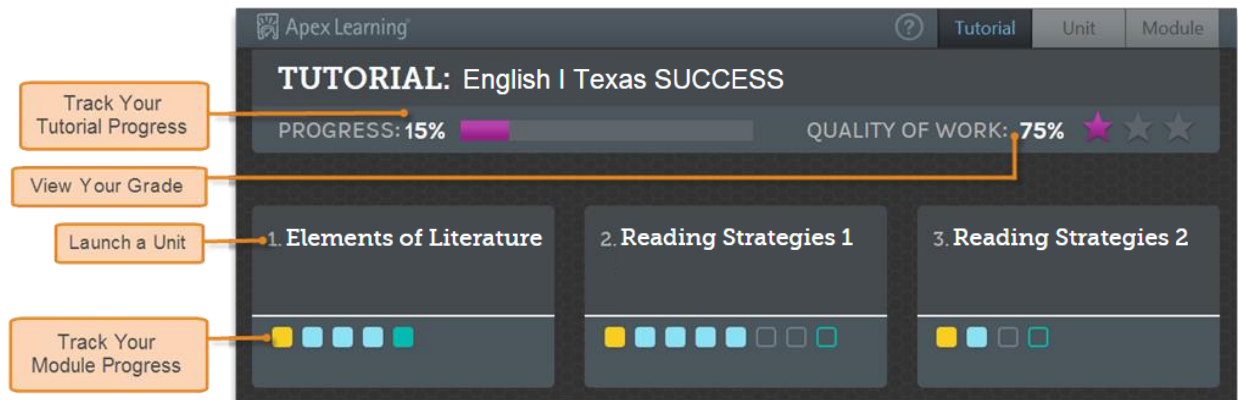 Apex Learning
?
Tutorial
Unit
Module
TUTORIAL: English I Texas SUCCESS
Track Your
Tutorial Progress
PROGRESS: 15%
QUALITY OF WORK: 75%
View Your Grade
Launch a Unit
1. Elements of Literature
2. Reading Strategies 1
3. Reading Strategies 2
Track Your
Module Progress